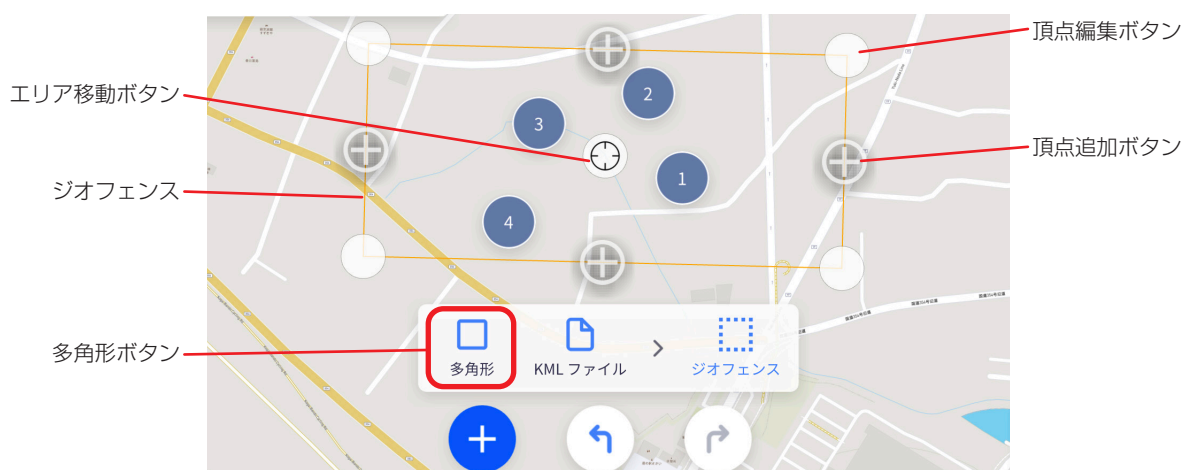 頂点編集ボタン
エリア移動ボタン
2
3
頂点追加ボタン
1
ジオフェンス
4
多角形ボタン
多角形
KML ファイル
ジオフェンス